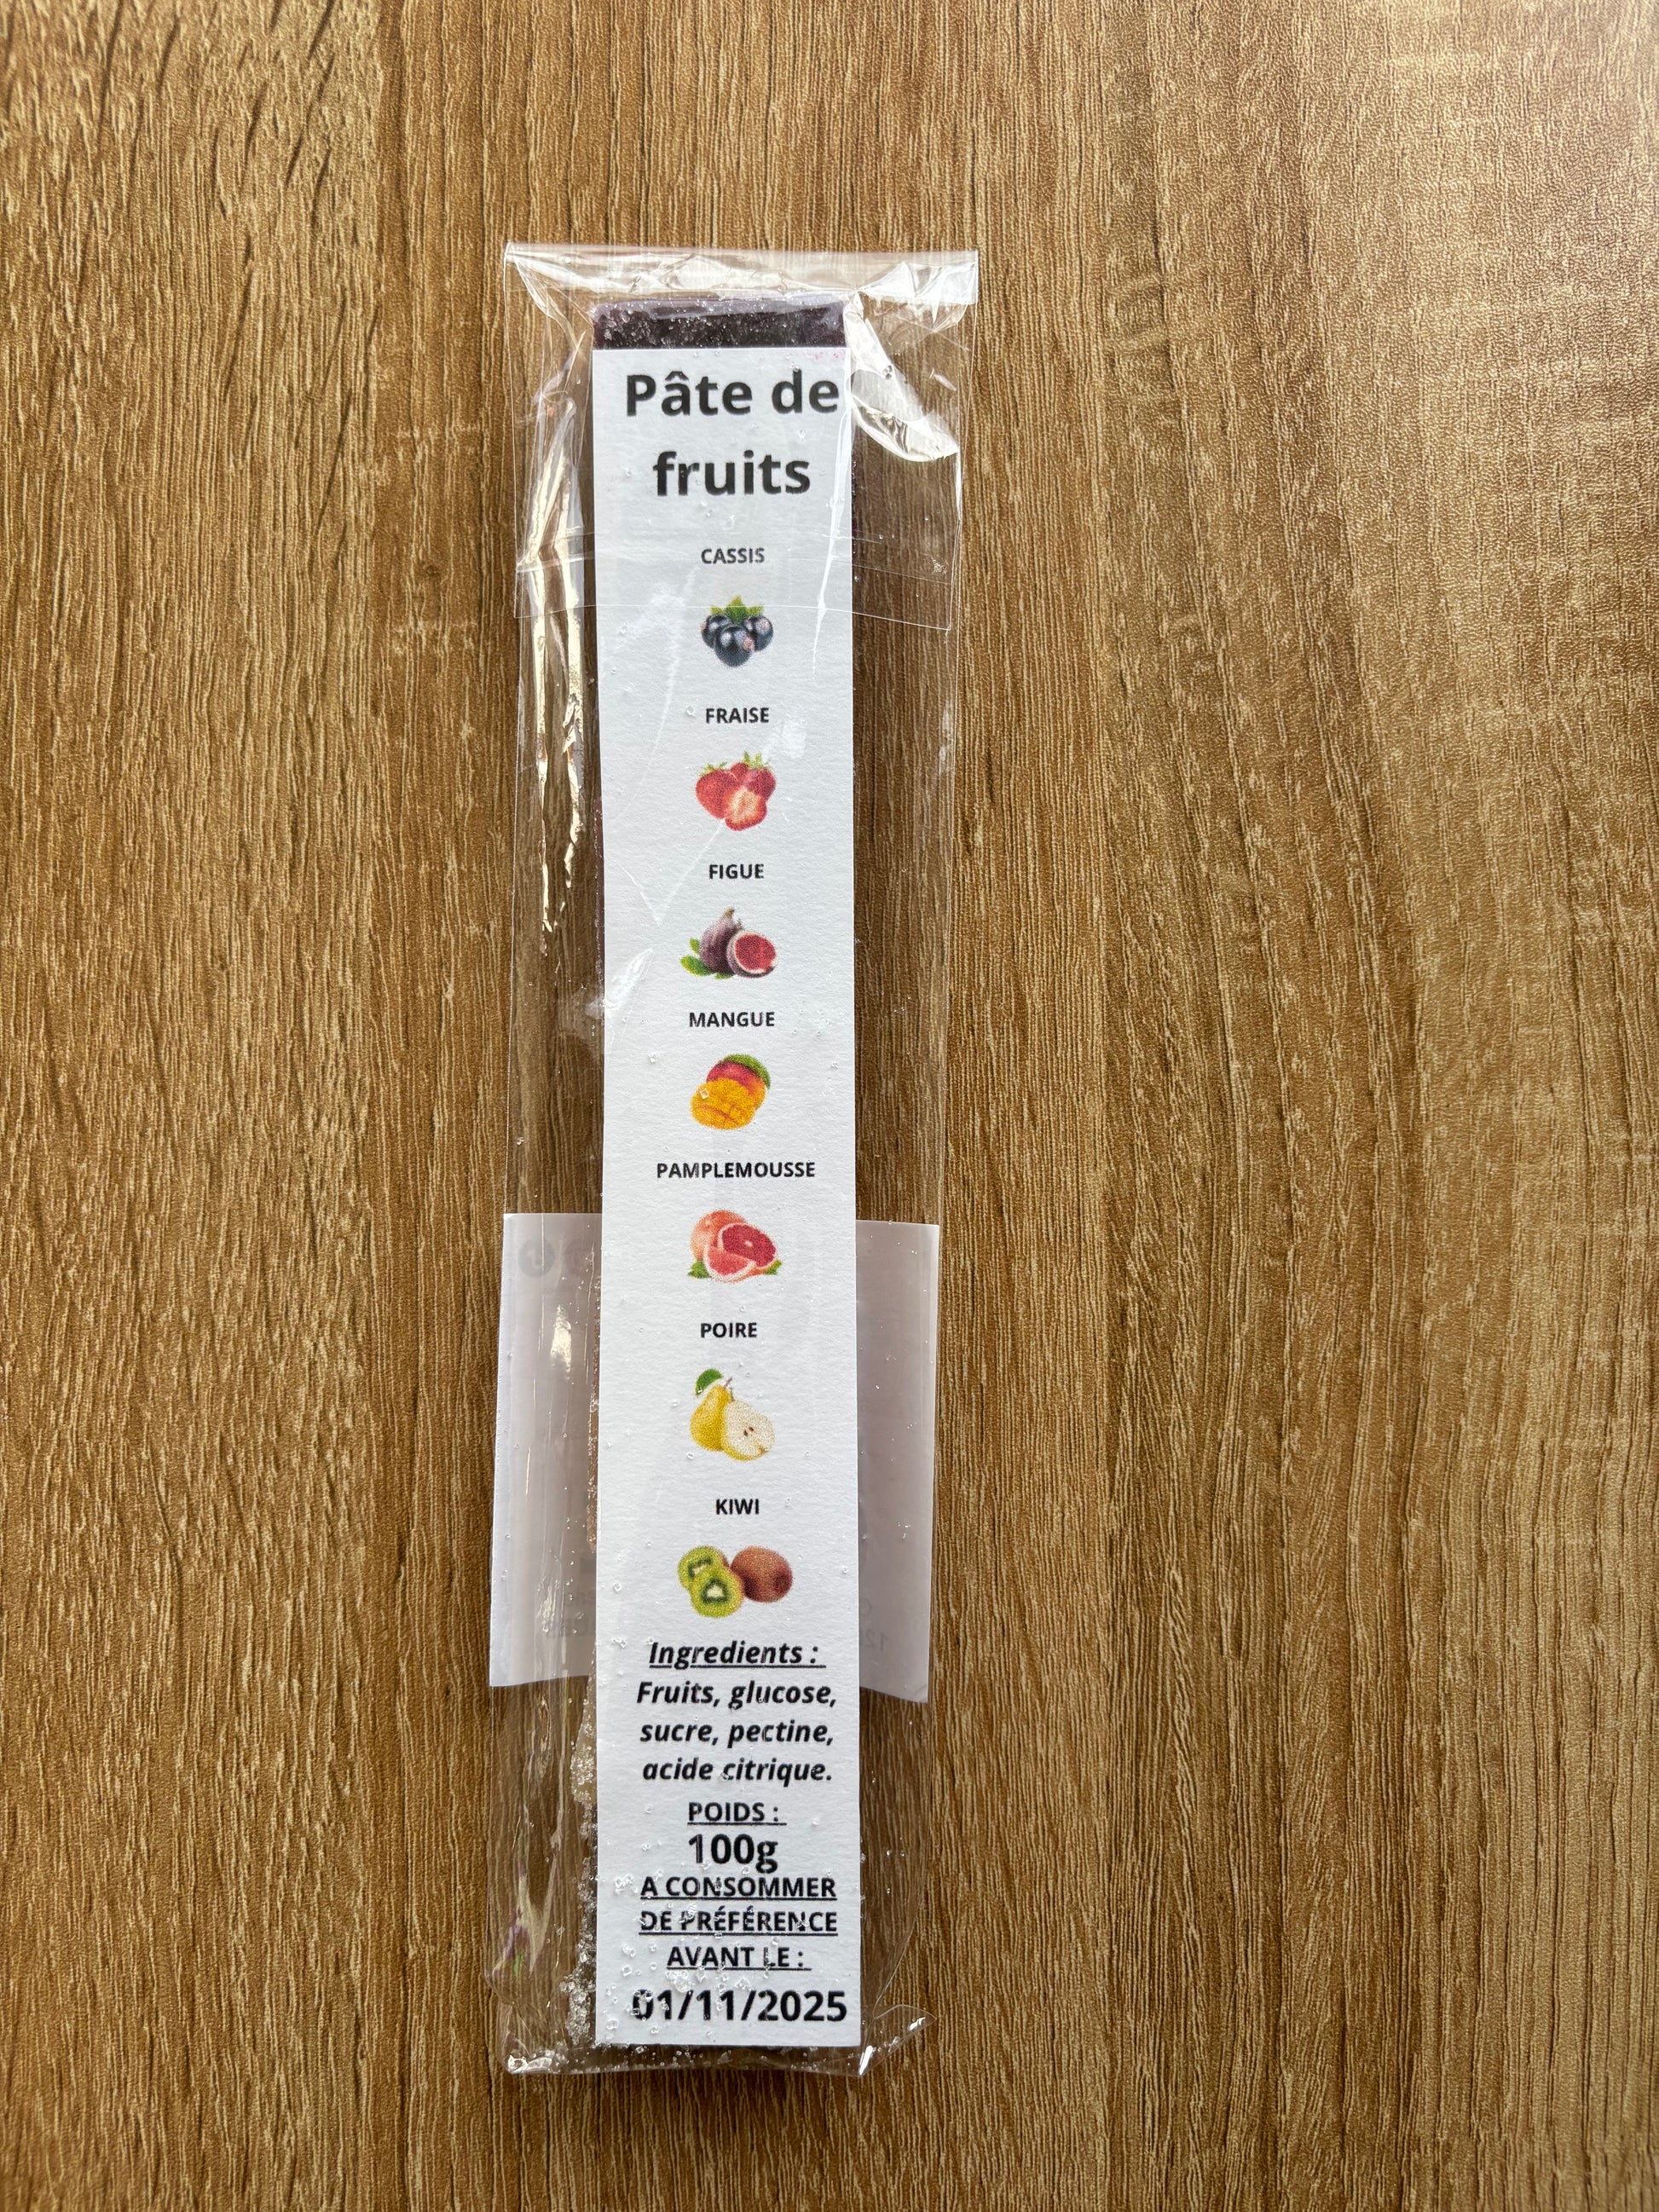 Pâte de
fruits
CASSIS
FRAISE
FIGUE
MANGUE
PAMPLEMOUSSE
POIRE
KIWI
Ingredients :
Fruits, glucose,
sucre, pectine,
acide citrique.
POIDS :
100g
A CONSOMMER
DE PRÉFÉRENCE
AVANT LE :
01/11/2025